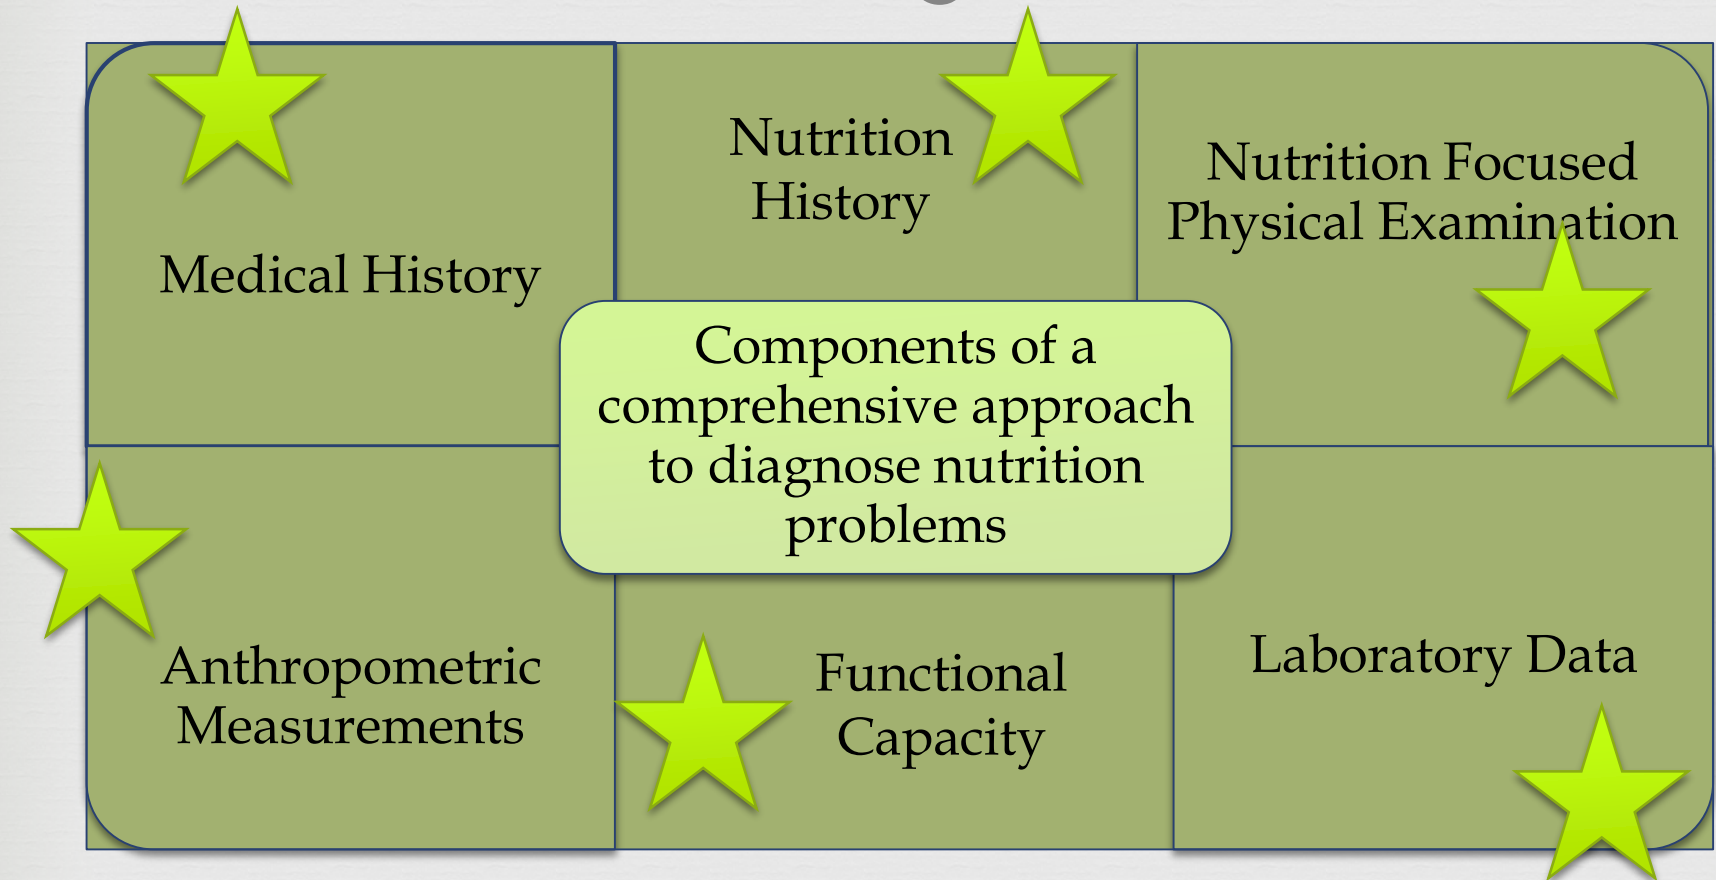 Medical History
Nutrition
History
Nutrition Focused
Physical Examination
Components of a
comprehensive approach
to diagnose nutrition
problems
Anthropometric
Measurements
Functional
Capacity
Laboratory Data